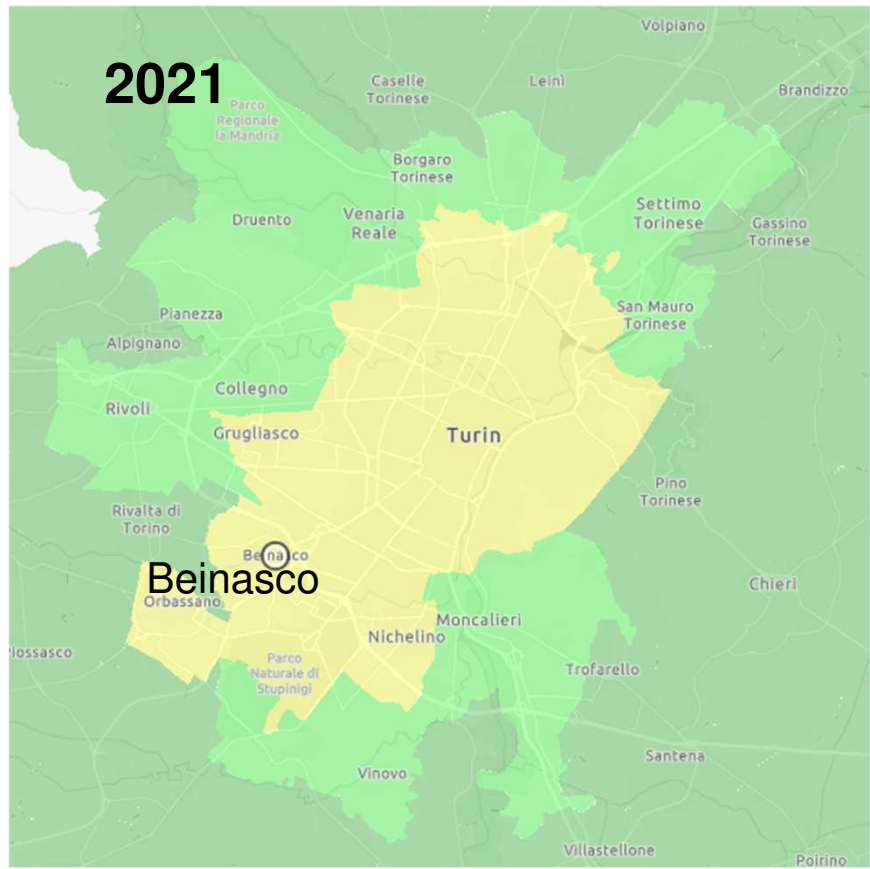 Volpiano
2021
Caselle
Torinese
Leinì
Brandizzo
Parco
Regionale
la Mandria
Borgaro
Torinese
Settimo
Torinese
Druento
Venaria
Reale
Gassino
Torinese
Pianezza
San Mauro
Torinese
Alpignano
Collegno
Rivoli
Grugliasco
Turin
Pino
Torinese
Rivalta di
Torino
Beinasco
Beinasco
Chieri
Orbassano
Moncalieri
Nichelino
iossasco
Parco
Naturale di
Stupinigi
Trofarello
Santena
Vinovo
Villastellone
Poirino